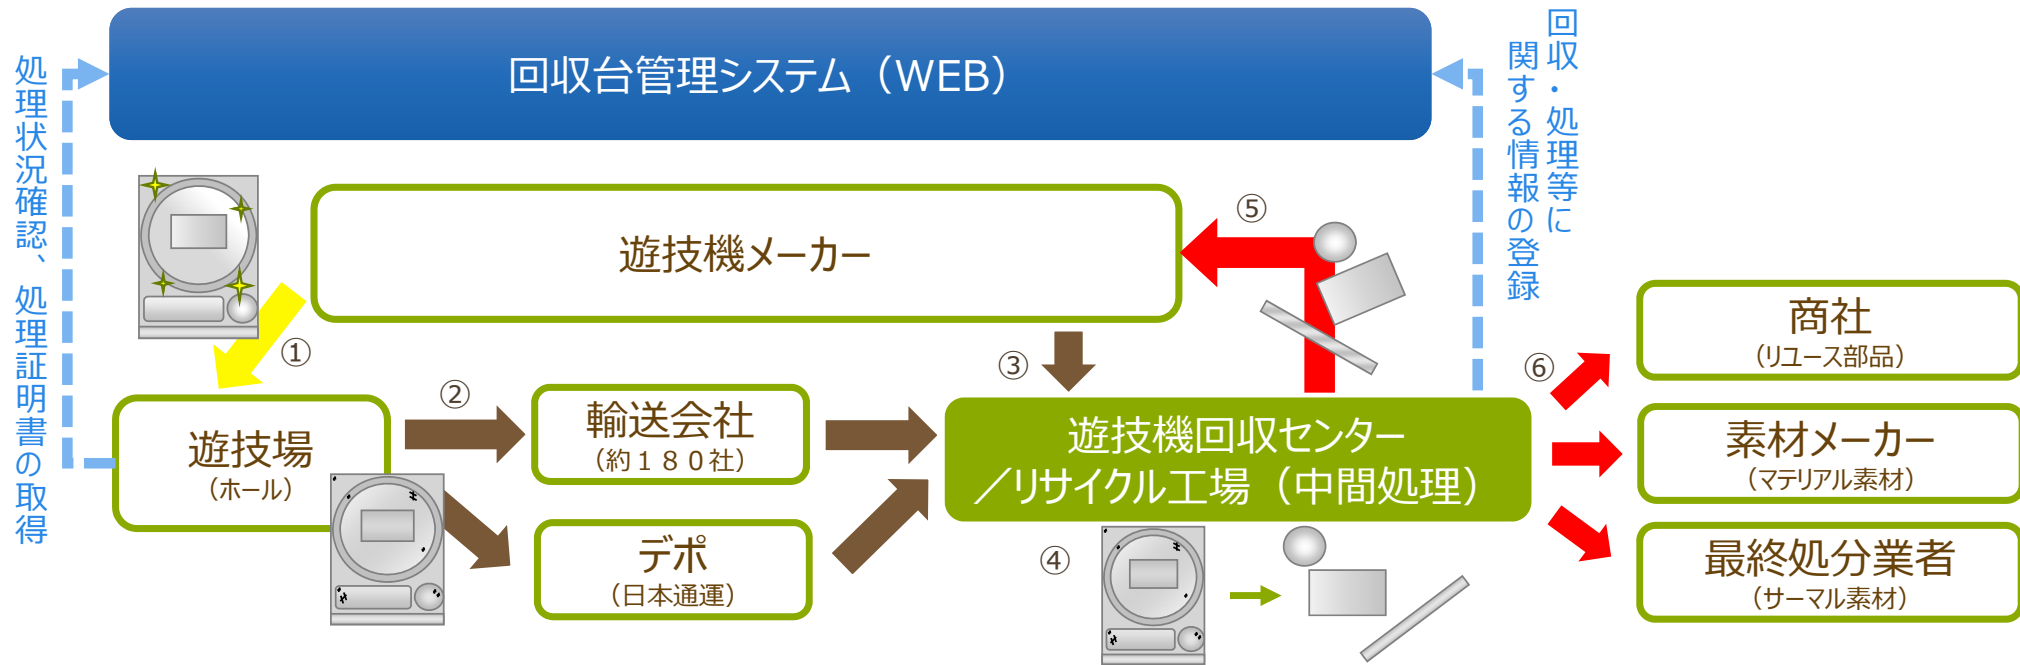 回収台管理システム（WEB）
処理状況確認、処理証明書の取得
回収・処理等に
関する情報の登録
遊技機メーカー
⑤
①
③
②
遊技場
（ホール）
輸送会社
（約１８０社）
デポ
（日本通運）
遊技機回収センター
／リサイクル工場（中間処理）
④
⑥
商社
（リユース部品）
素材メーカー
（マテリアル素材）
最終処分業者
（サーマル素材）